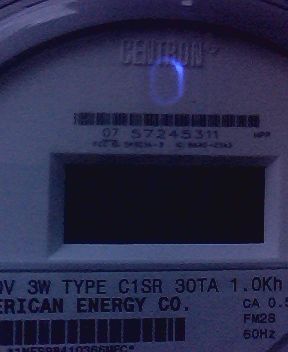 CENTRON®
07 57245311
V 3W TYPE C1SR 30TA 1.0Kh
ERICAN ENERGY CO.
CA 0.5
FM2S
60Hz